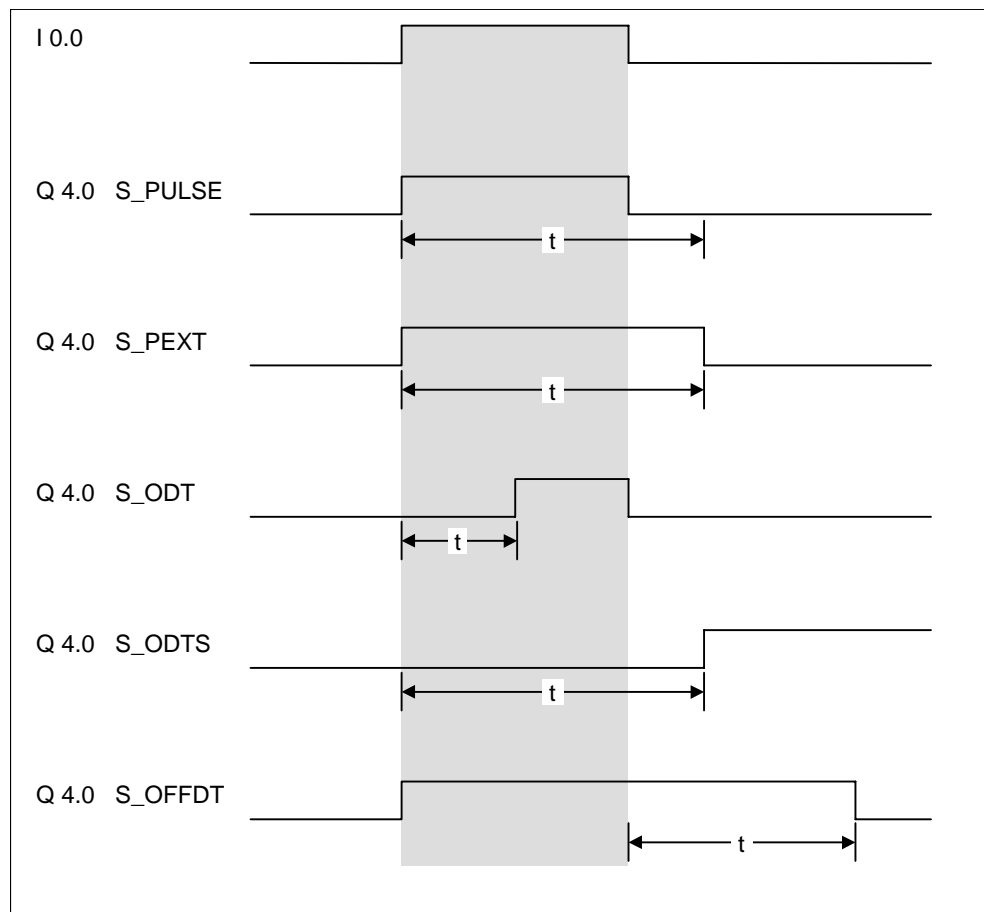 I 0.0
Q 4.0 S_PULSE
t
Q 4.0 S_PEXT
t
Q 4.0 S_ODT
t
Q 4.0 S_ODTS
t
Q 4.0 S_OFFDT
t